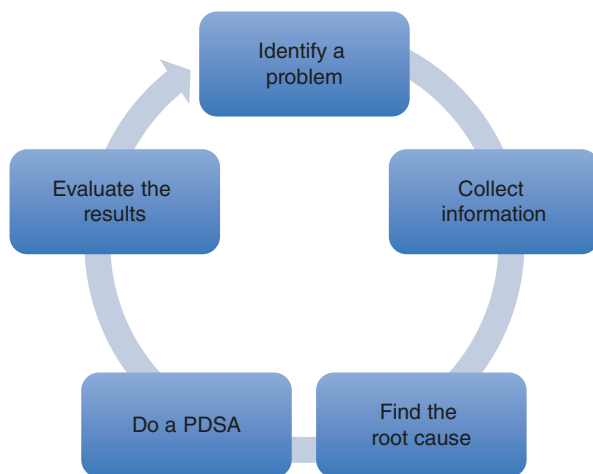 Identify a
problem
Collect
information
Find the
root cause
Do a PDSA
Evaluate the
results